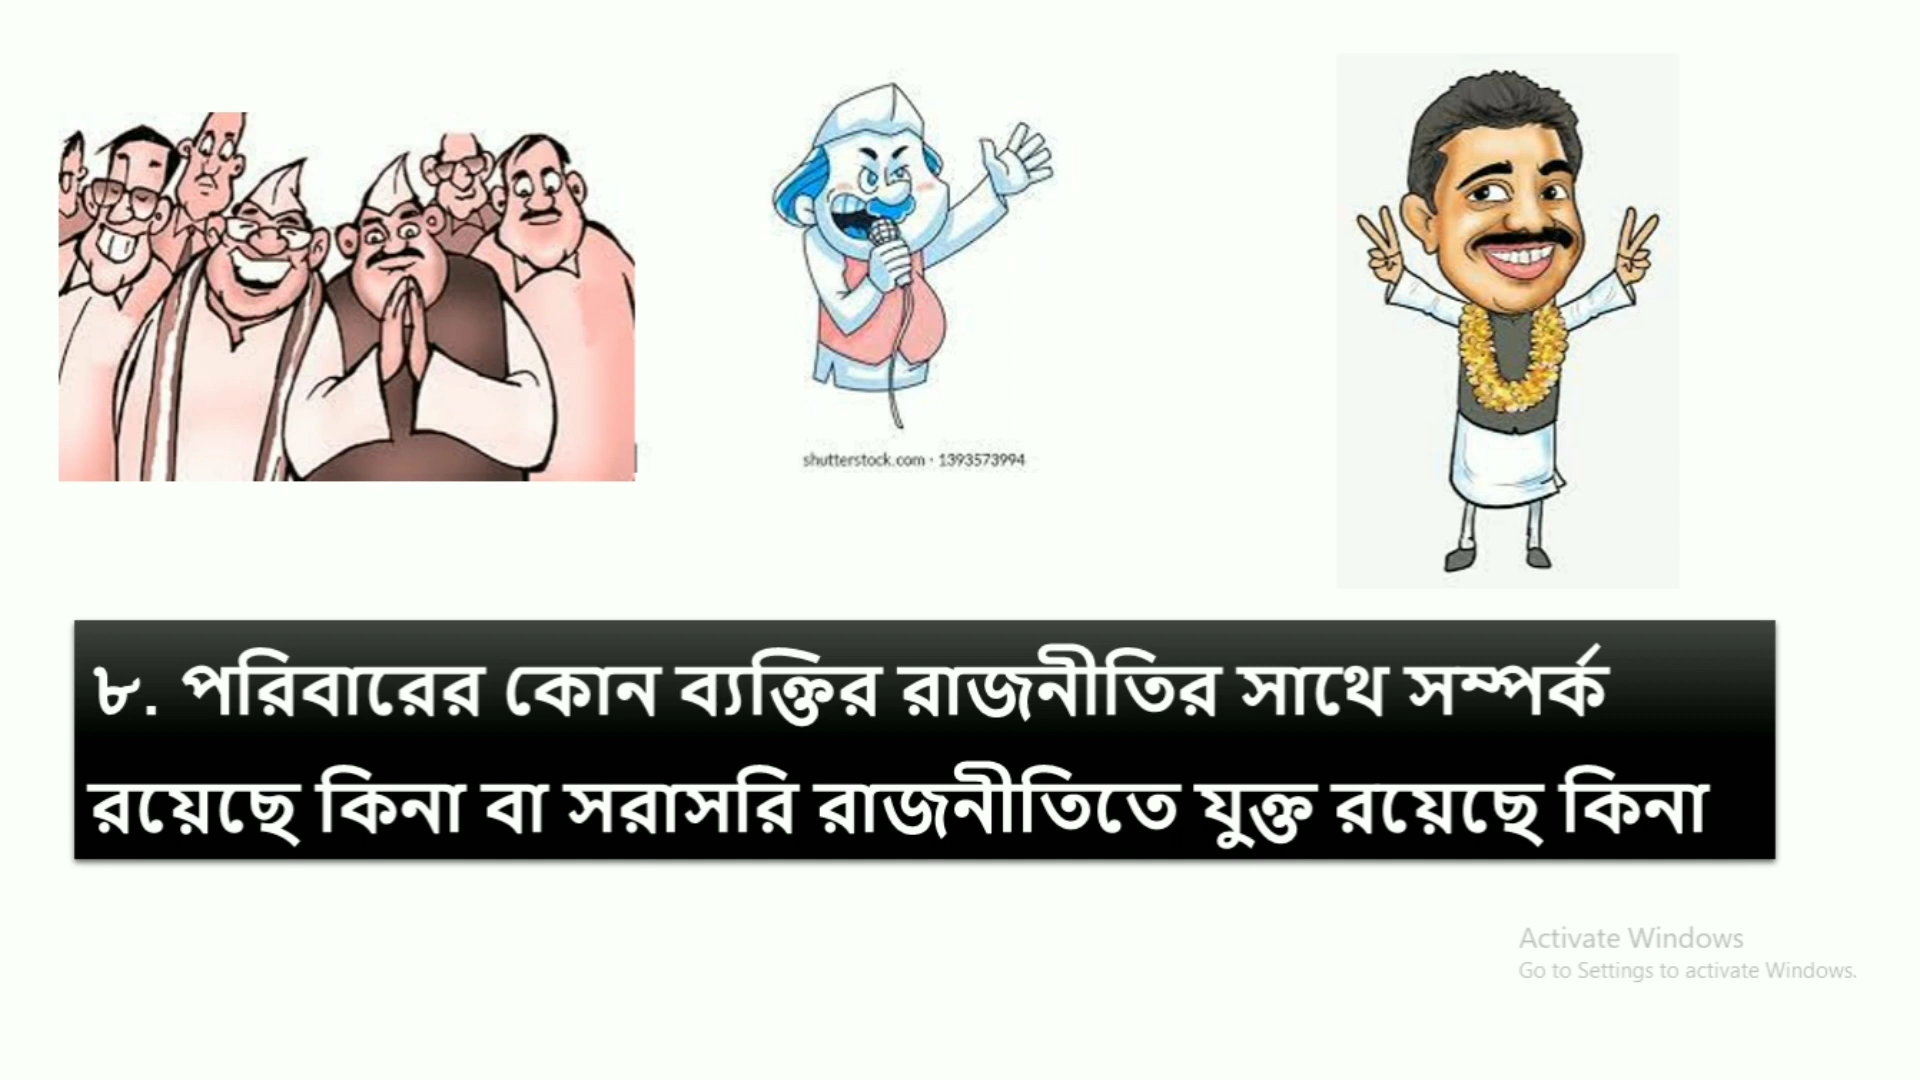 shutterstock.com · 1393573994
৮. পরিবারের কোন ব্যক্তির রাজনীতির সাথে সম্পর্ক
রয়েছে কিনা বা সরাসরি রাজনীতিতে যুক্ত রয়েছে কিনা
Activate Windows
Go to Settings to activate Windows.